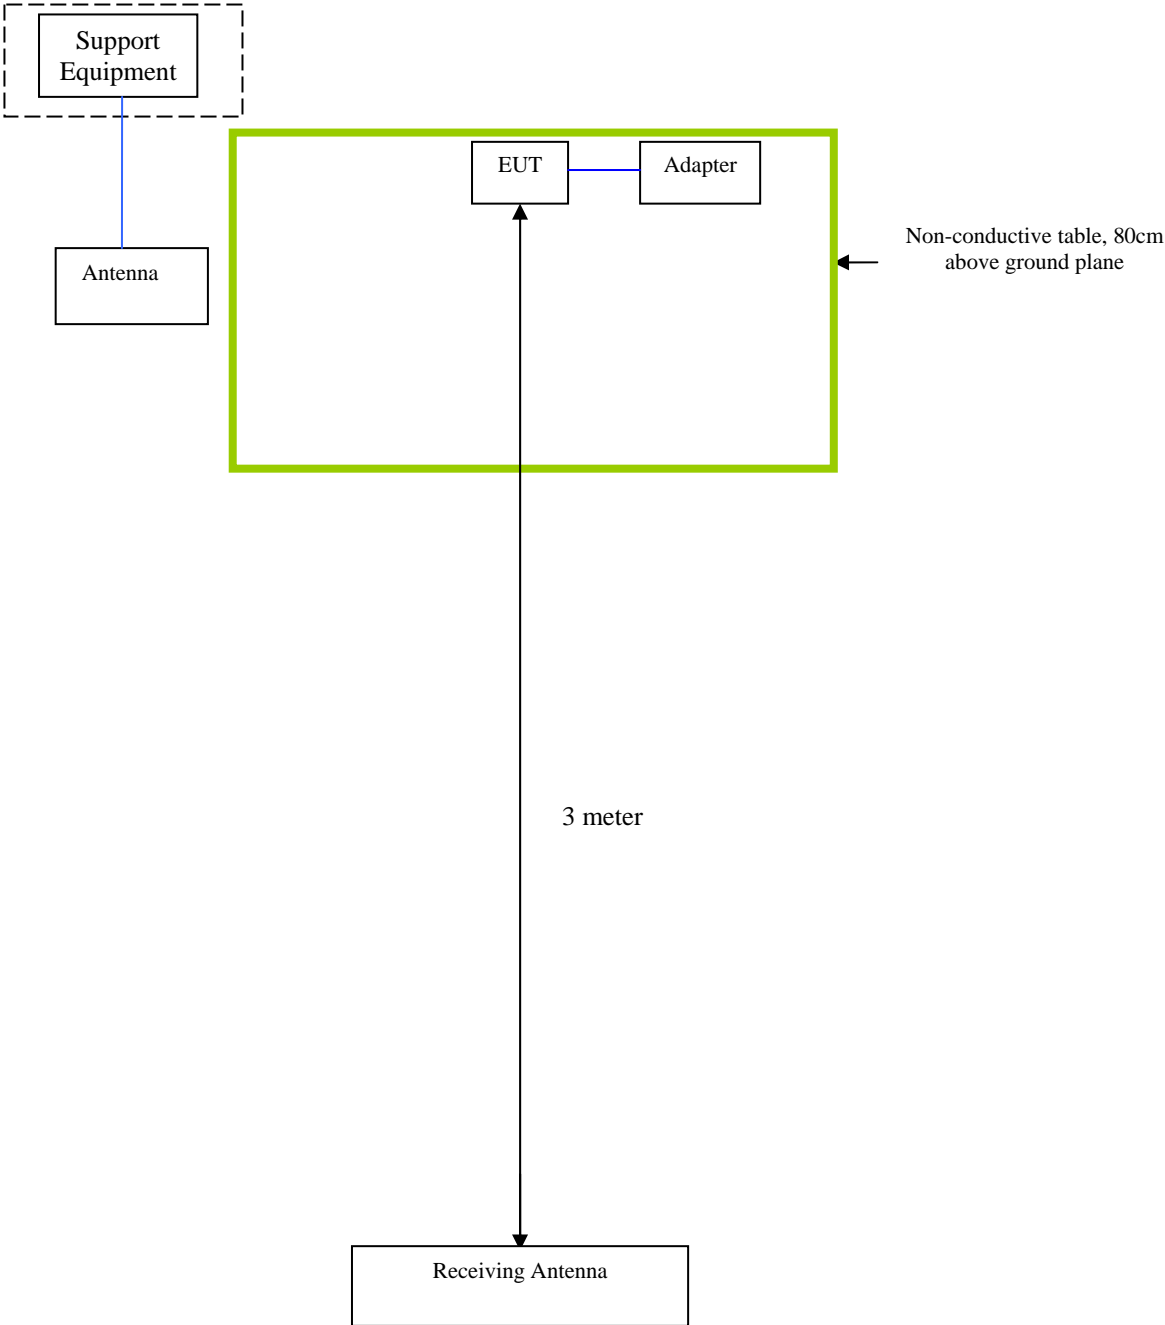 Support
Equipment
EUT
Adapter
Non-conductive table, 80cm
above ground plane
Antenna
3 meter
Receiving Antenna